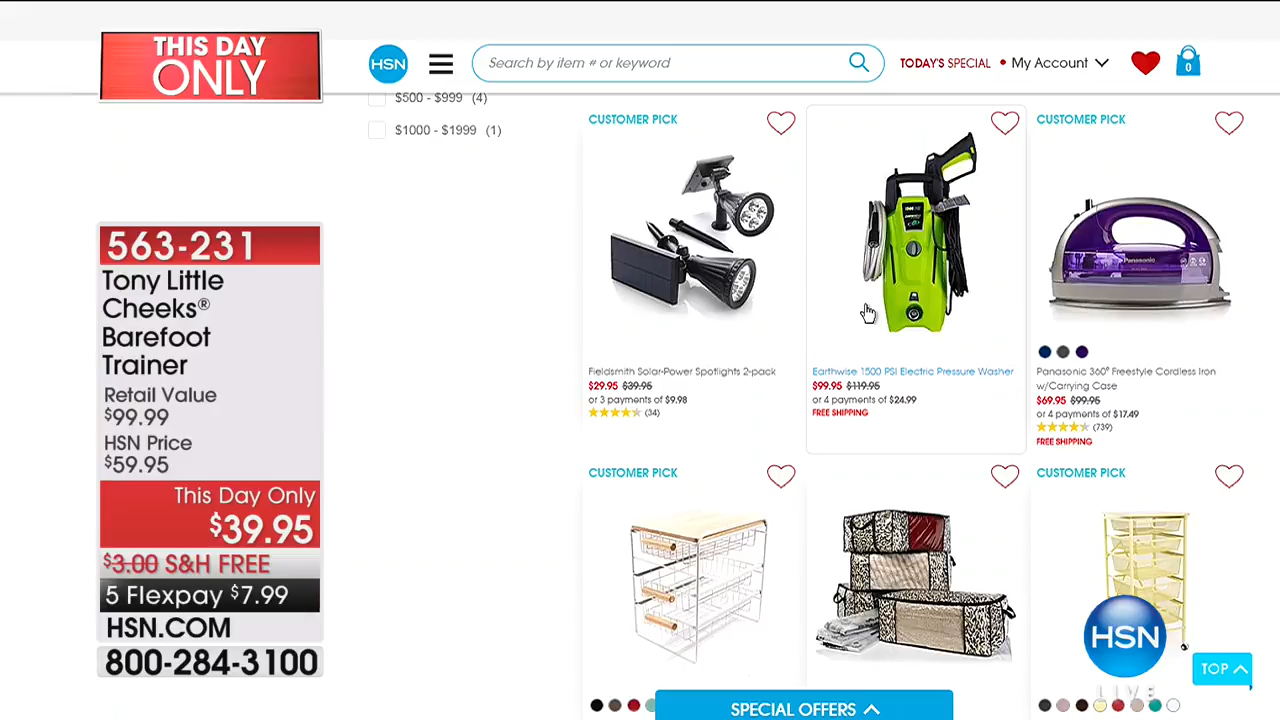 THIS DAY
ONLY
HSN
Search by item # or keyword
TODAY'S SPECIAL
My Account
0
$500 - $999 (4)
$1000 - $1999 (1)
563-231
Tony Little
Cheeks®
Barefoot
Trainer
Retail Value
$99.99
HSN Price
$59.95
This Day Only
$39.95
$3.00 S&H FREE
5 Flexpay $7.99
HSN.COM
800-284-3100
CUSTOMER PICK
Fieldsmith Solar-Power Spotlights 2-pack
$29.95 $39.95
or 3 payments of $9.98
(34)
Earthwise 1500 PSI Electric Pressure Washer
$99.95 $119.95
or 4 payments of $24.99
FREE SHIPPING
CUSTOMER PICK
Panasonic
Panasonic 360° Freestyle Cordless Iron
w/Carrying Case
$69.95 $99.95
or 4 payments of $17.49
(739)
FREE SHIPPING
CUSTOMER PICK
CUSTOMER PICK
HSN
LIVE
TOP
SPECIAL OFFERS